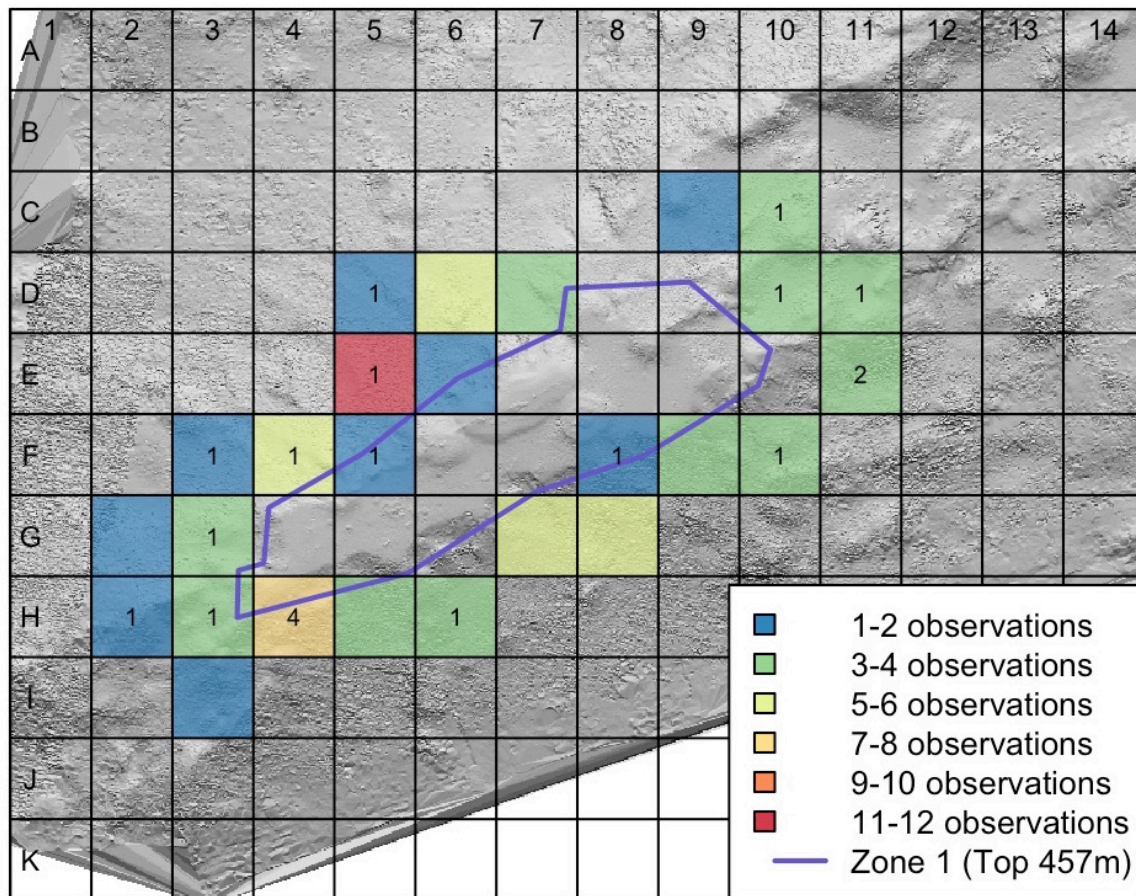 1 2 3 4 5 6 7 8 9 10 11 12 13 14
A
B
C 1
D 1 1 1
E 1 2
F 1 1 1 1 1
G 1
H 1 1 4 1
I
J
K
1-2 observations
3-4 observations
5-6 observations
7-8 observations
9-10 observations
11-12 observations
Zone 1 (Top 457m)